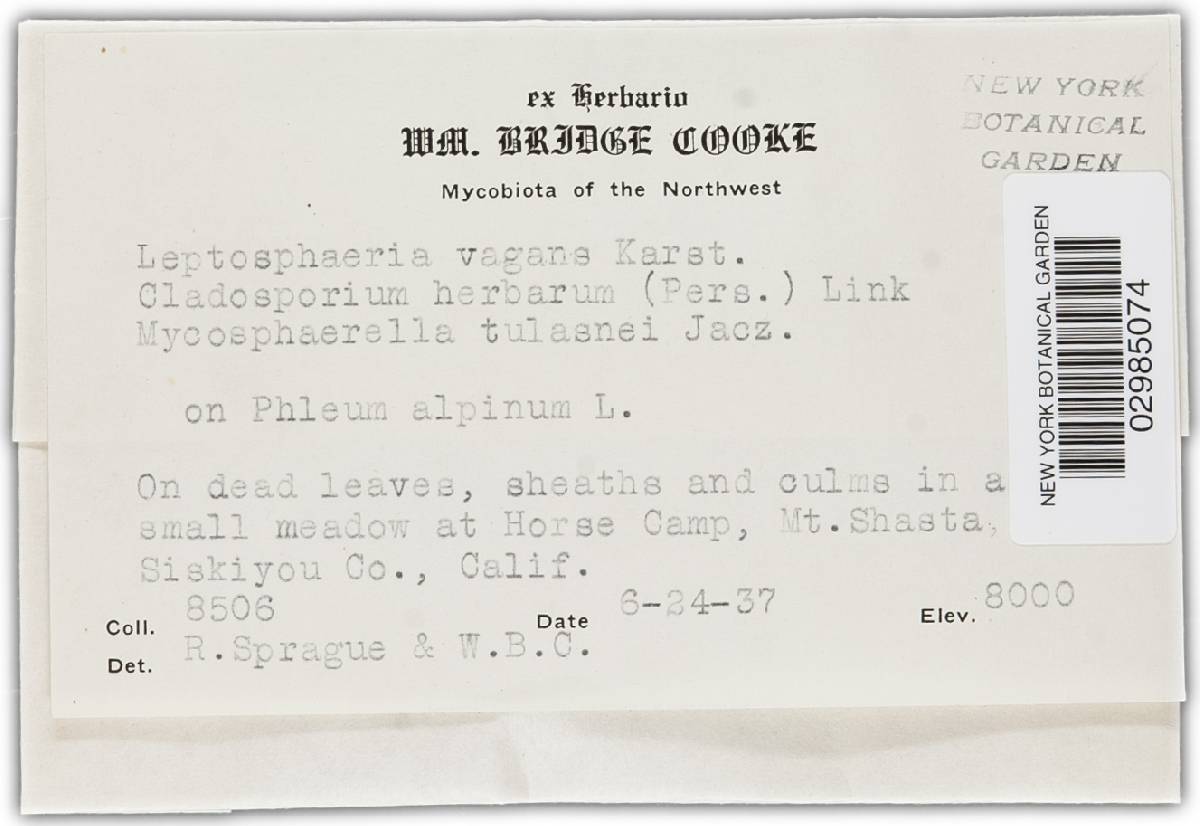 ex Herbario
WM. BRIDGE COOKE
Mycobiota of the Northwest
NEW YORK
BOTANICAL
GARDEN
Leptosphaeria vagans Karst.
Cladosporium herbarum (Pers.) Link
Mycosphaerella tulasnei Jacz.
on Phleum alpinum L.
On dead leaves, sheaths and culms in a
small meadow at Horse Camp, Mt.Shasta,
Siskiyou Co., Calif.
Coll. 8506 Date 6-24-37 Elev. 8000
Det. R.Sprague & W.B.C.
NEW YORK BOTANICAL GARDEN
02985074